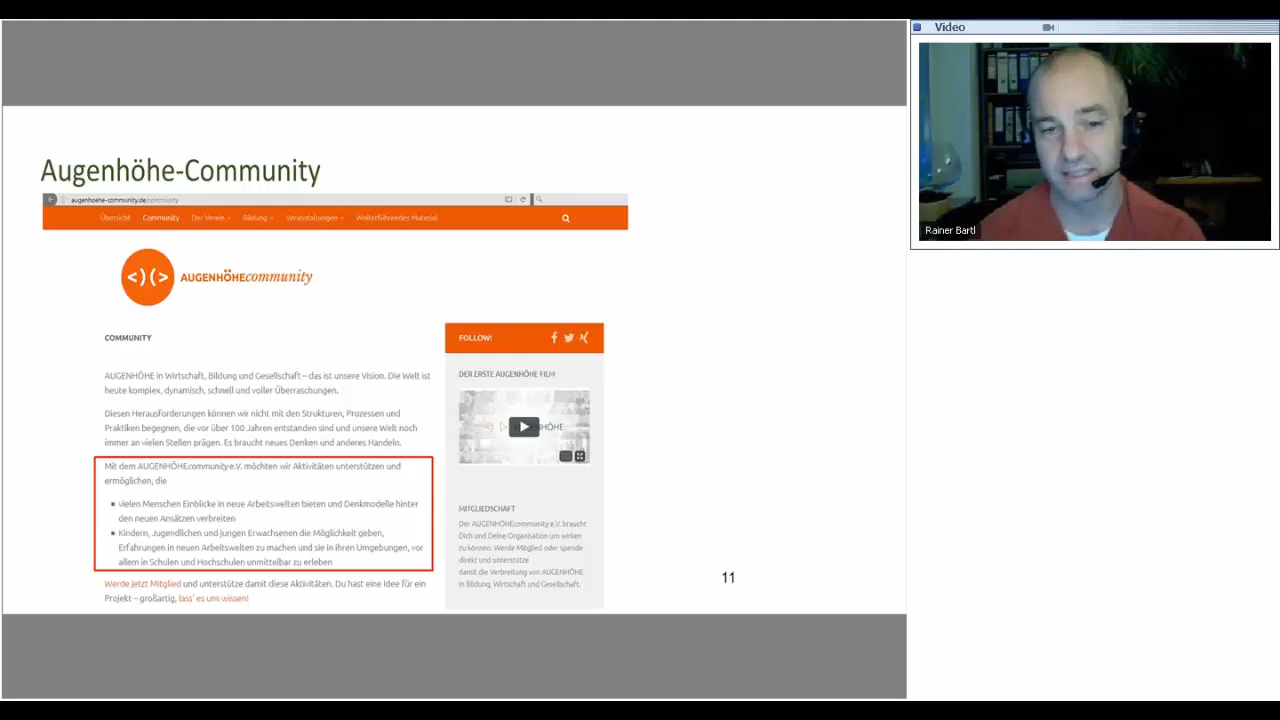 Video
Rainer Bartl
Augenhöhe-Community
augenhoehe-community.de/community
Übersicht Community Der Verein Bildung Veranstaltungen Weiterführendes Material
<)(>
AUGENHÖHEcommunity
COMMUNITY
AUGENHÖHE in Wirtschaft, Bildung und Gesellschaft – das ist unsere Vision. Die Welt ist
heute komplex, dynamisch, schnell und voller Überraschungen.
Diesen Herausforderungen können wir nicht mit den Strukturen, Prozessen und
Praktiken begegnen, die vor über 100 Jahren entstanden sind und unsere Welt noch
immer an vielen Stellen prägen. Es braucht neues Denken und anderes Handeln.
Mit dem AUGENHÖHEcommunity e.V. möchten wir Aktivitäten unterstützen und
ermöglichen, die
▪ vielen Menschen Einblicke in neue Arbeitswelten bieten und Denkmodelle hinter
den neuen Ansätzen verbreiten
▪ Kindern, Jugendlichen und jungen Erwachsenen die Möglichkeit geben,
Erfahrungen in neuen Arbeitswelten zu machen und sie in ihren Umgebungen, vor
allem in Schulen und Hochschulen unmittelbar zu erleben
Werde jetzt Mitglied und unterstütze damit diese Aktivitäten. Du hast eine Idee für ein
Projekt – großartig, lass' es uns wissen!
FOLLOW:
DER ERSTE AUGENHÖHE FILM
MITGLIEDSCHAFT
Der AUGENHÖHEcommunity e.V. braucht
Dich und Deine Organisation um wirken
zu können. Werde Mitglied oder spende
direkt und unterstütze
damit die Verbreitung von AUGENHÖHE
in Bildung, Wirtschaft und Gesellschaft.
11